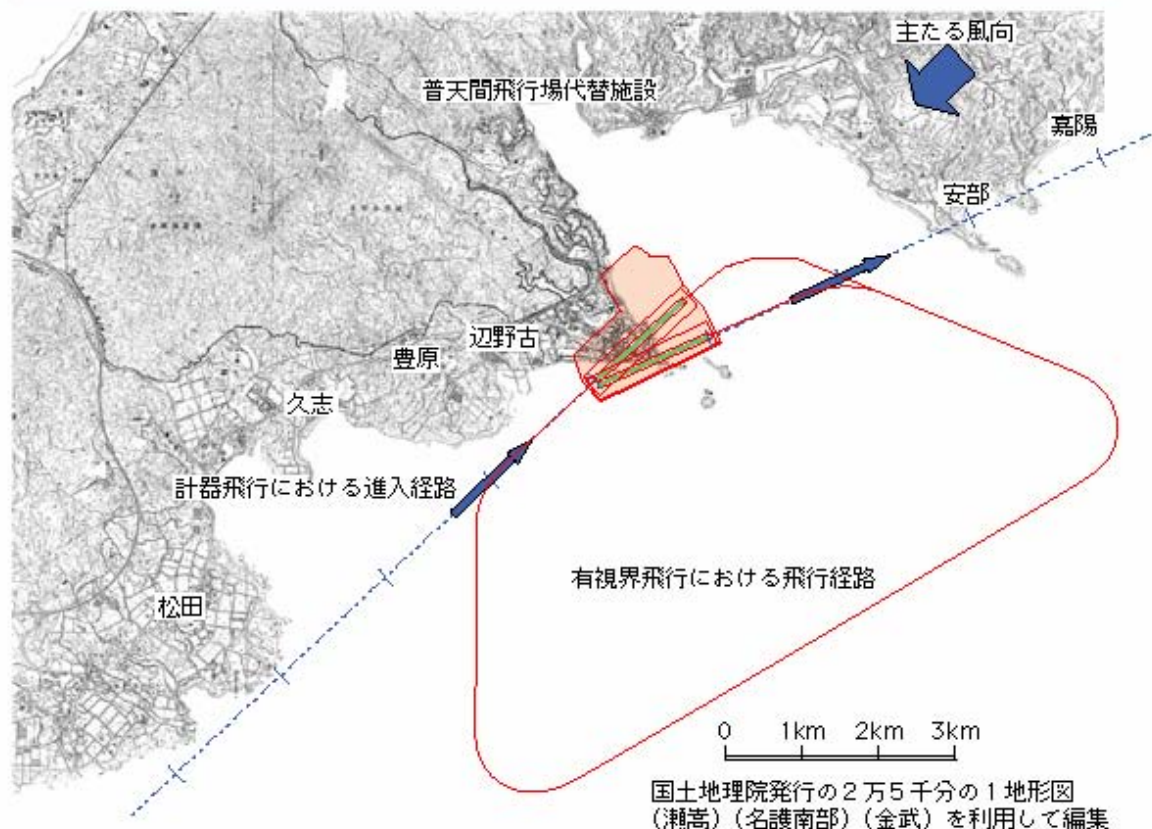 主たる風向
普天間飛行場代替施設
嘉陽
安部
辺野古
豊原
久志
計器飛行における進入経路
有視界飛行における飛行経路
松田
0 1km 2km 3km
国土地理院発行の２万５千分の１地形図
(瀬嵩)(名護南部)(金武)を利用して編集